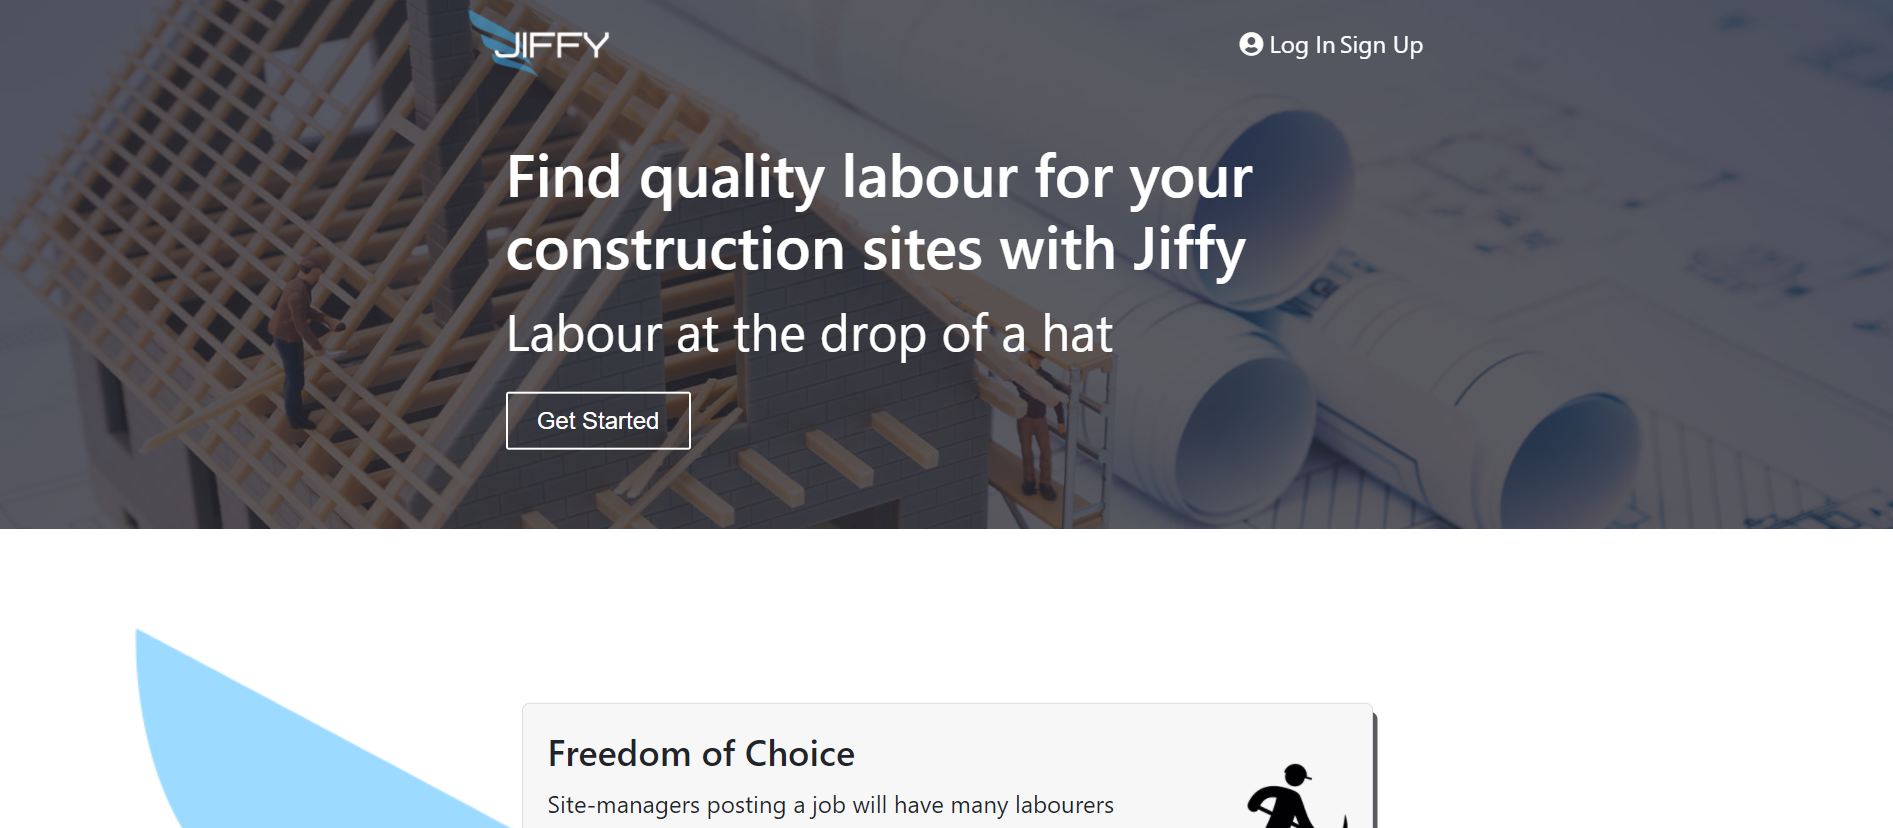 JIFFY
Log In Sign Up
Find quality labour for your
construction sites with Jiffy
Labour at the drop of a hat
Get Started
Freedom of Choice
Site-managers posting a job will have many labourers